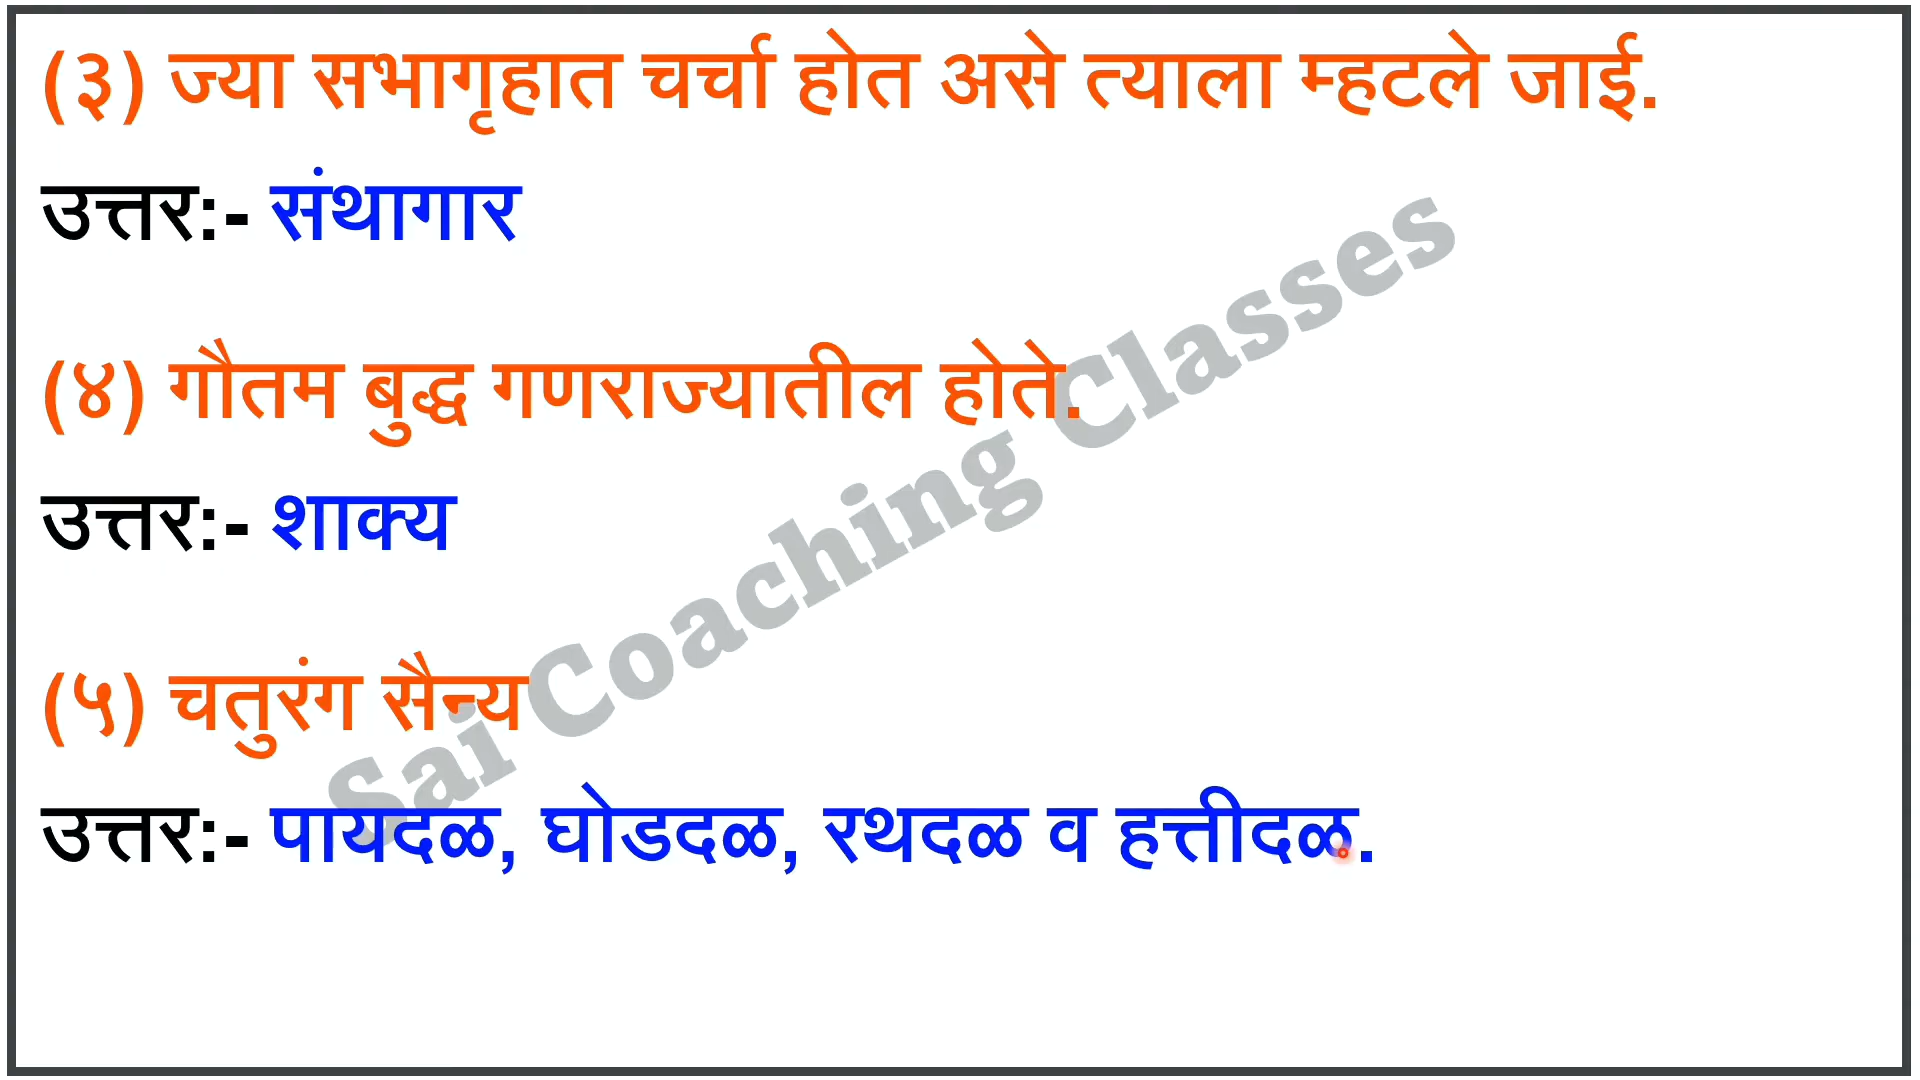 (३) ज्या सभागृहात चर्चा होत असे त्याला म्हटले जाई.
उत्तर:- संथागार
(४) गौतम बुद्ध गणराज्यातील होते.
उत्तर:- शाक्य
(५) चतुरंग सैन्य
उत्तर:- पायदळ, घोडदळ, रथदळ व हत्तीदळ.
Sai Coaching Classes